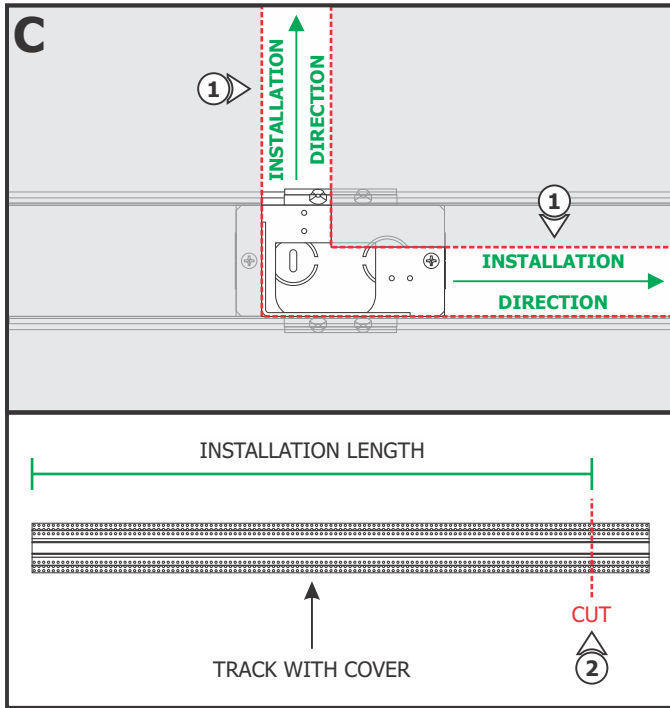 C
1
INSTALLATION
DIRECTION
1
INSTALLATION
DIRECTION
INSTALLATION LENGTH
CUT
TRACK WITH COVER
2